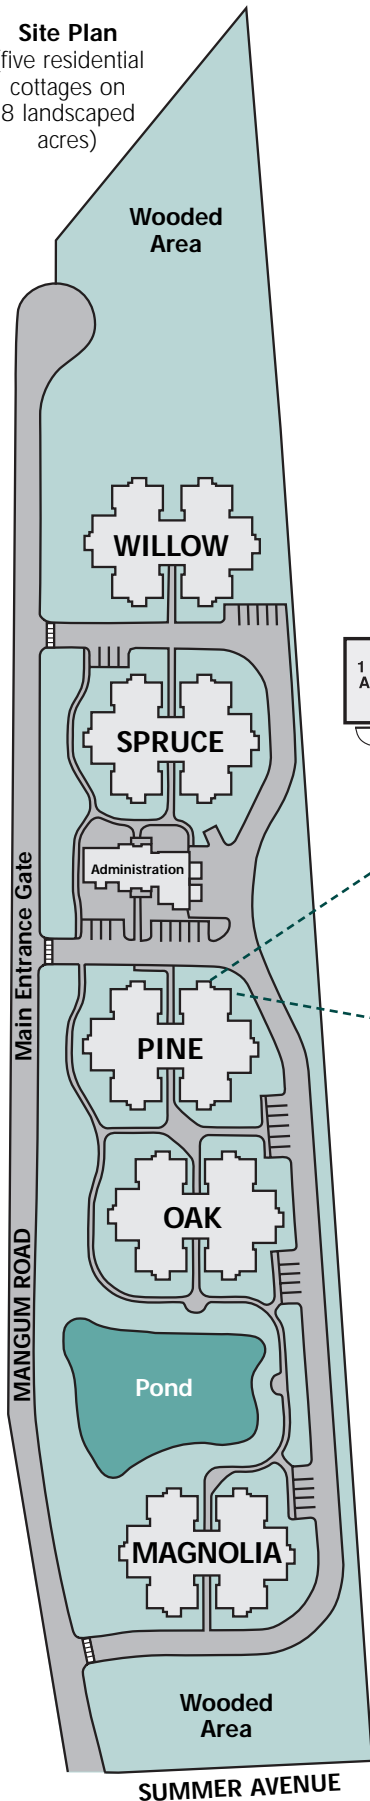 Site Plan
(five residential
cottages on
8 landscaped
acres)
Wooded
Area
WILLOW
1
A
SPRUCE
Administration
Main Entrance Gate
PINE
OAK
MANGUM ROAD
Pond
MAGNOLIA
Wooded
Area
SUMMER AVENUE